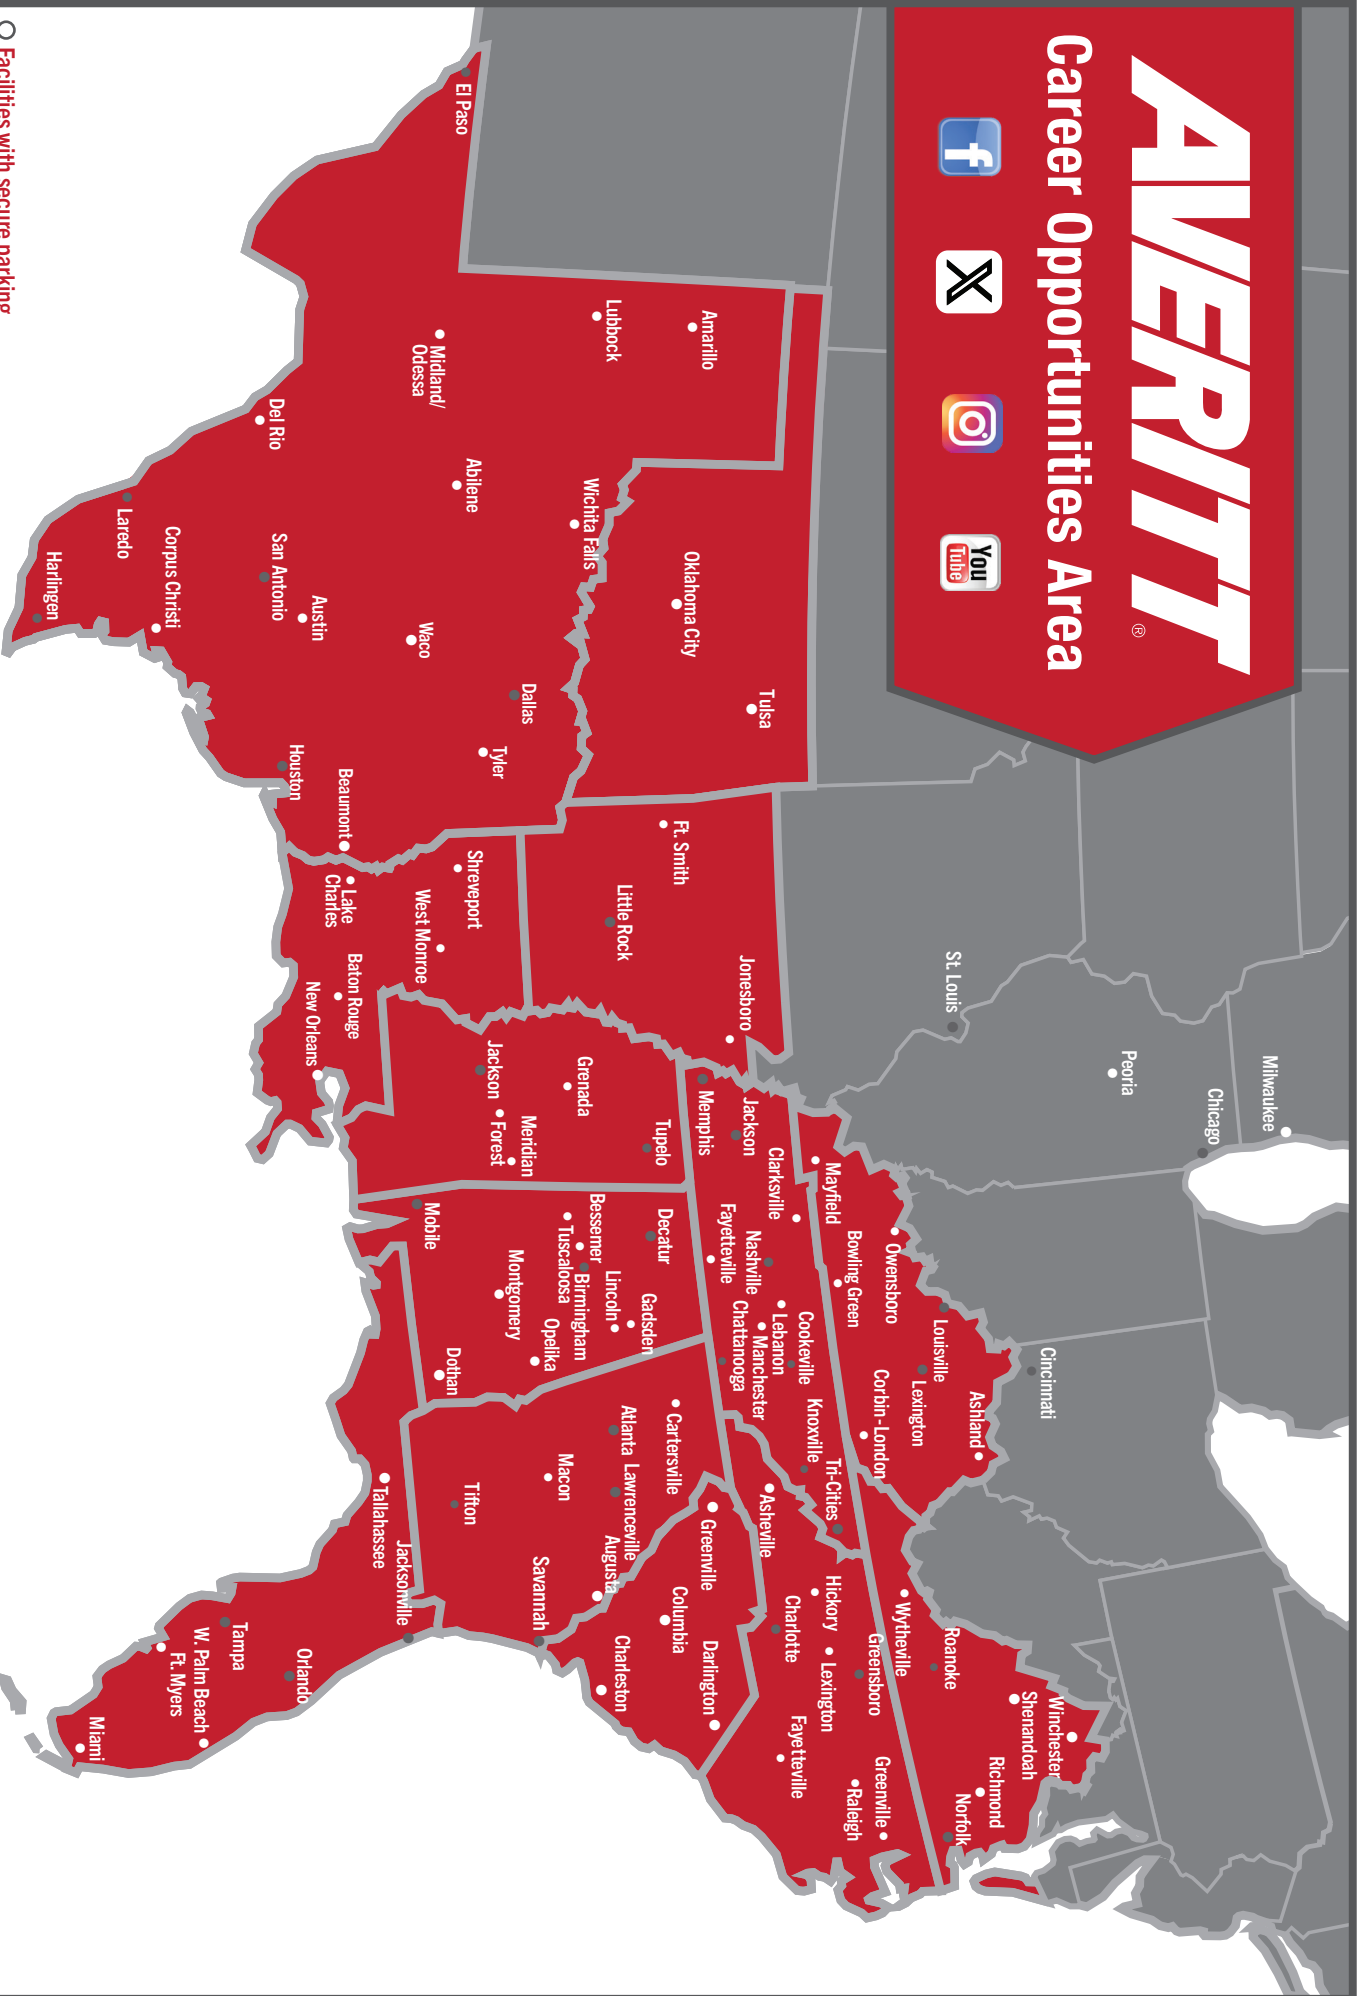 AVERITT®
Career Opportunities Area
f
X
You
Tube
Milwaukee
Chicago
Peoria
St. Louis
Cincinnati
Winchester
Shenandoah
Richmond
Norfolk
Roanoke
Wytheville
Ashland
Louisville
Lexington
Owensboro
Corbin-London
Bowling Green
Mayfield
Clarksville
Nashville
Cookeville
Lebanon
Manchester
Chattanooga
Knoxville
Tri-Cities
Jackson
Memphis
Fayetteville
Greenville
Raleigh
Greensboro
Hickory
Lexington
Charlotte
Fayetteville
Asheville
Greenville
Columbia
Darlington
Charleston
Cartersville
Atlanta
Lawrenceville
Augusta
Macon
Savannah
Tifton
Decatur
Gadsden
Lincoln
Bessemer
Birmingham
Tuscaloosa
Opelika
Montgomery
Dothan
Mobile
Tupelo
Grenada
Meridian
Forest
Jackson
Jonesboro
Ft. Smith
Little Rock
Tulsa
Oklahoma City
Amarillo
Lubbock
Wichita Falls
Dallas
Tyler
Abilene
Midland/
Odessa
El Paso
Waco
Austin
San Antonio
Del Rio
Houston
Beaumont
Corpus Christi
Laredo
Harlingen
Shreveport
West Monroe
Lake
Charles
Baton Rouge
New Orleans
Tallahassee
Jacksonville
Orlando
Tampa
W. Palm Beach
Ft. Myers
Miami
Facilities with secure parking